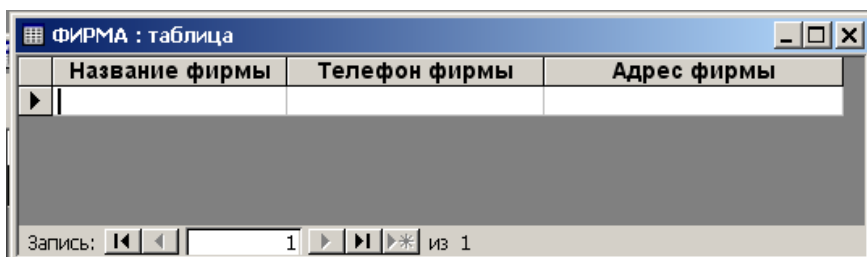 ФИРМА : таблица
Название фирмы Телефон фирмы Адрес фирмы
Запись: 1 из 1